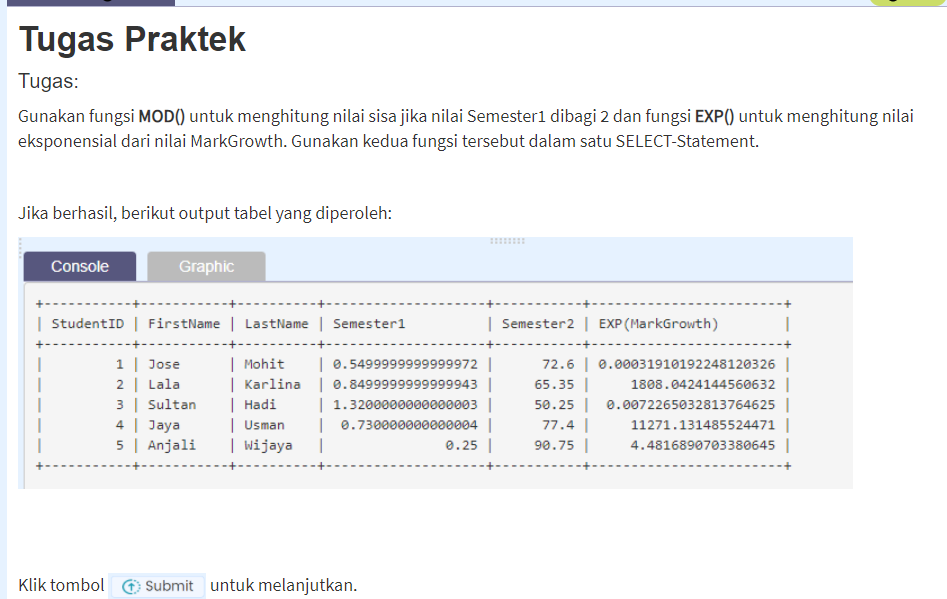 Tugas Praktek
Tugas:
Gunakan fungsi MOD() untuk menghitung nilai sisa jika nilai Semester1 dibagi 2 dan fungsi EXP() untuk menghitung nilai
eksponensial dari nilai MarkGrowth. Gunakan kedua fungsi tersebut dalam satu SELECT-Statement.
Jika berhasil, berikut output tabel yang diperoleh:
Console Graphic
+-----------+-----------+----------+--------------------+-----------+------------------------+
| StudentID | FirstName | LastName | Semester1 | Semester2 | EXP(MarkGrowth) |
+-----------+-----------+----------+--------------------+-----------+------------------------+
| 1 | Jose | Mohit | 0.5499999999999972 | 72.6 | 0.00031910192248120326 |
| 2 | Lala | Karlina | 0.8499999999999943 | 65.35 | 1808.0424144560632 |
| 3 | Sultan | Hadi | 1.3200000000000003 | 50.25 | 0.0072265032813764625 |
| 4 | Jaya | Usman | 0.730000000000004 | 77.4 | 11271.131485524471 |
| 5 | Anjali | Wijaya | 0.25 | 90.75 | 4.4816890703380645 |
+-----------+-----------+----------+--------------------+-----------+------------------------+
Klik tombol Submit untuk melanjutkan.